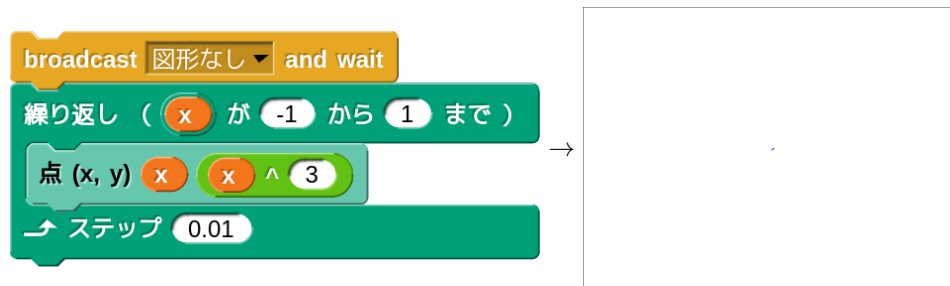 broadcast 図形なし and wait
繰り返し ( x が -1 から 1 まで )
点 (x, y) x x ^ 3
ステップ 0.01
→